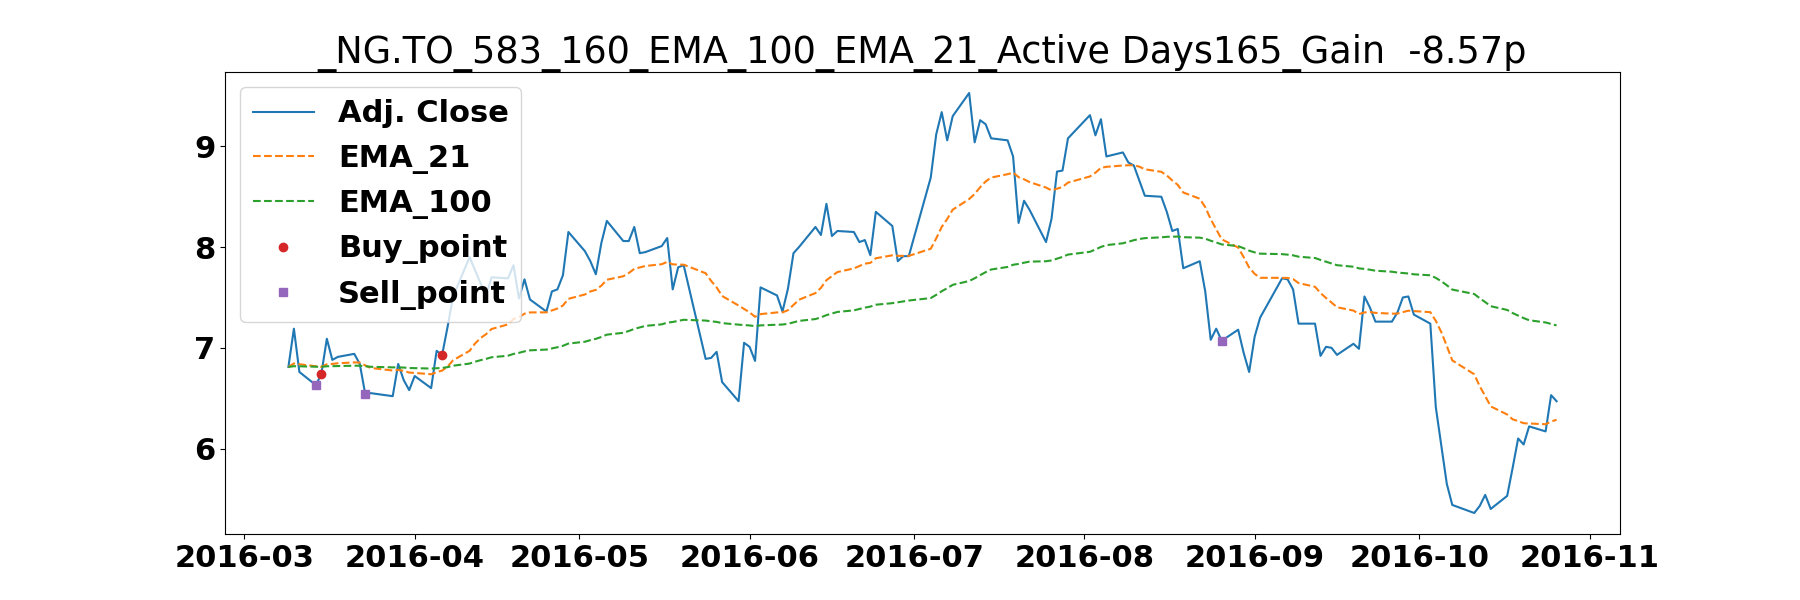 _NG.TO_583_160_EMA_100_EMA_21_Active Days165_Gain  -8.57p
Adj. Close
EMA_21
EMA_100
Buy_point
Sell_point
9
8
7
6
2016-03 2016-04 2016-05 2016-06 2016-07 2016-08 2016-09 2016-10 2016-11